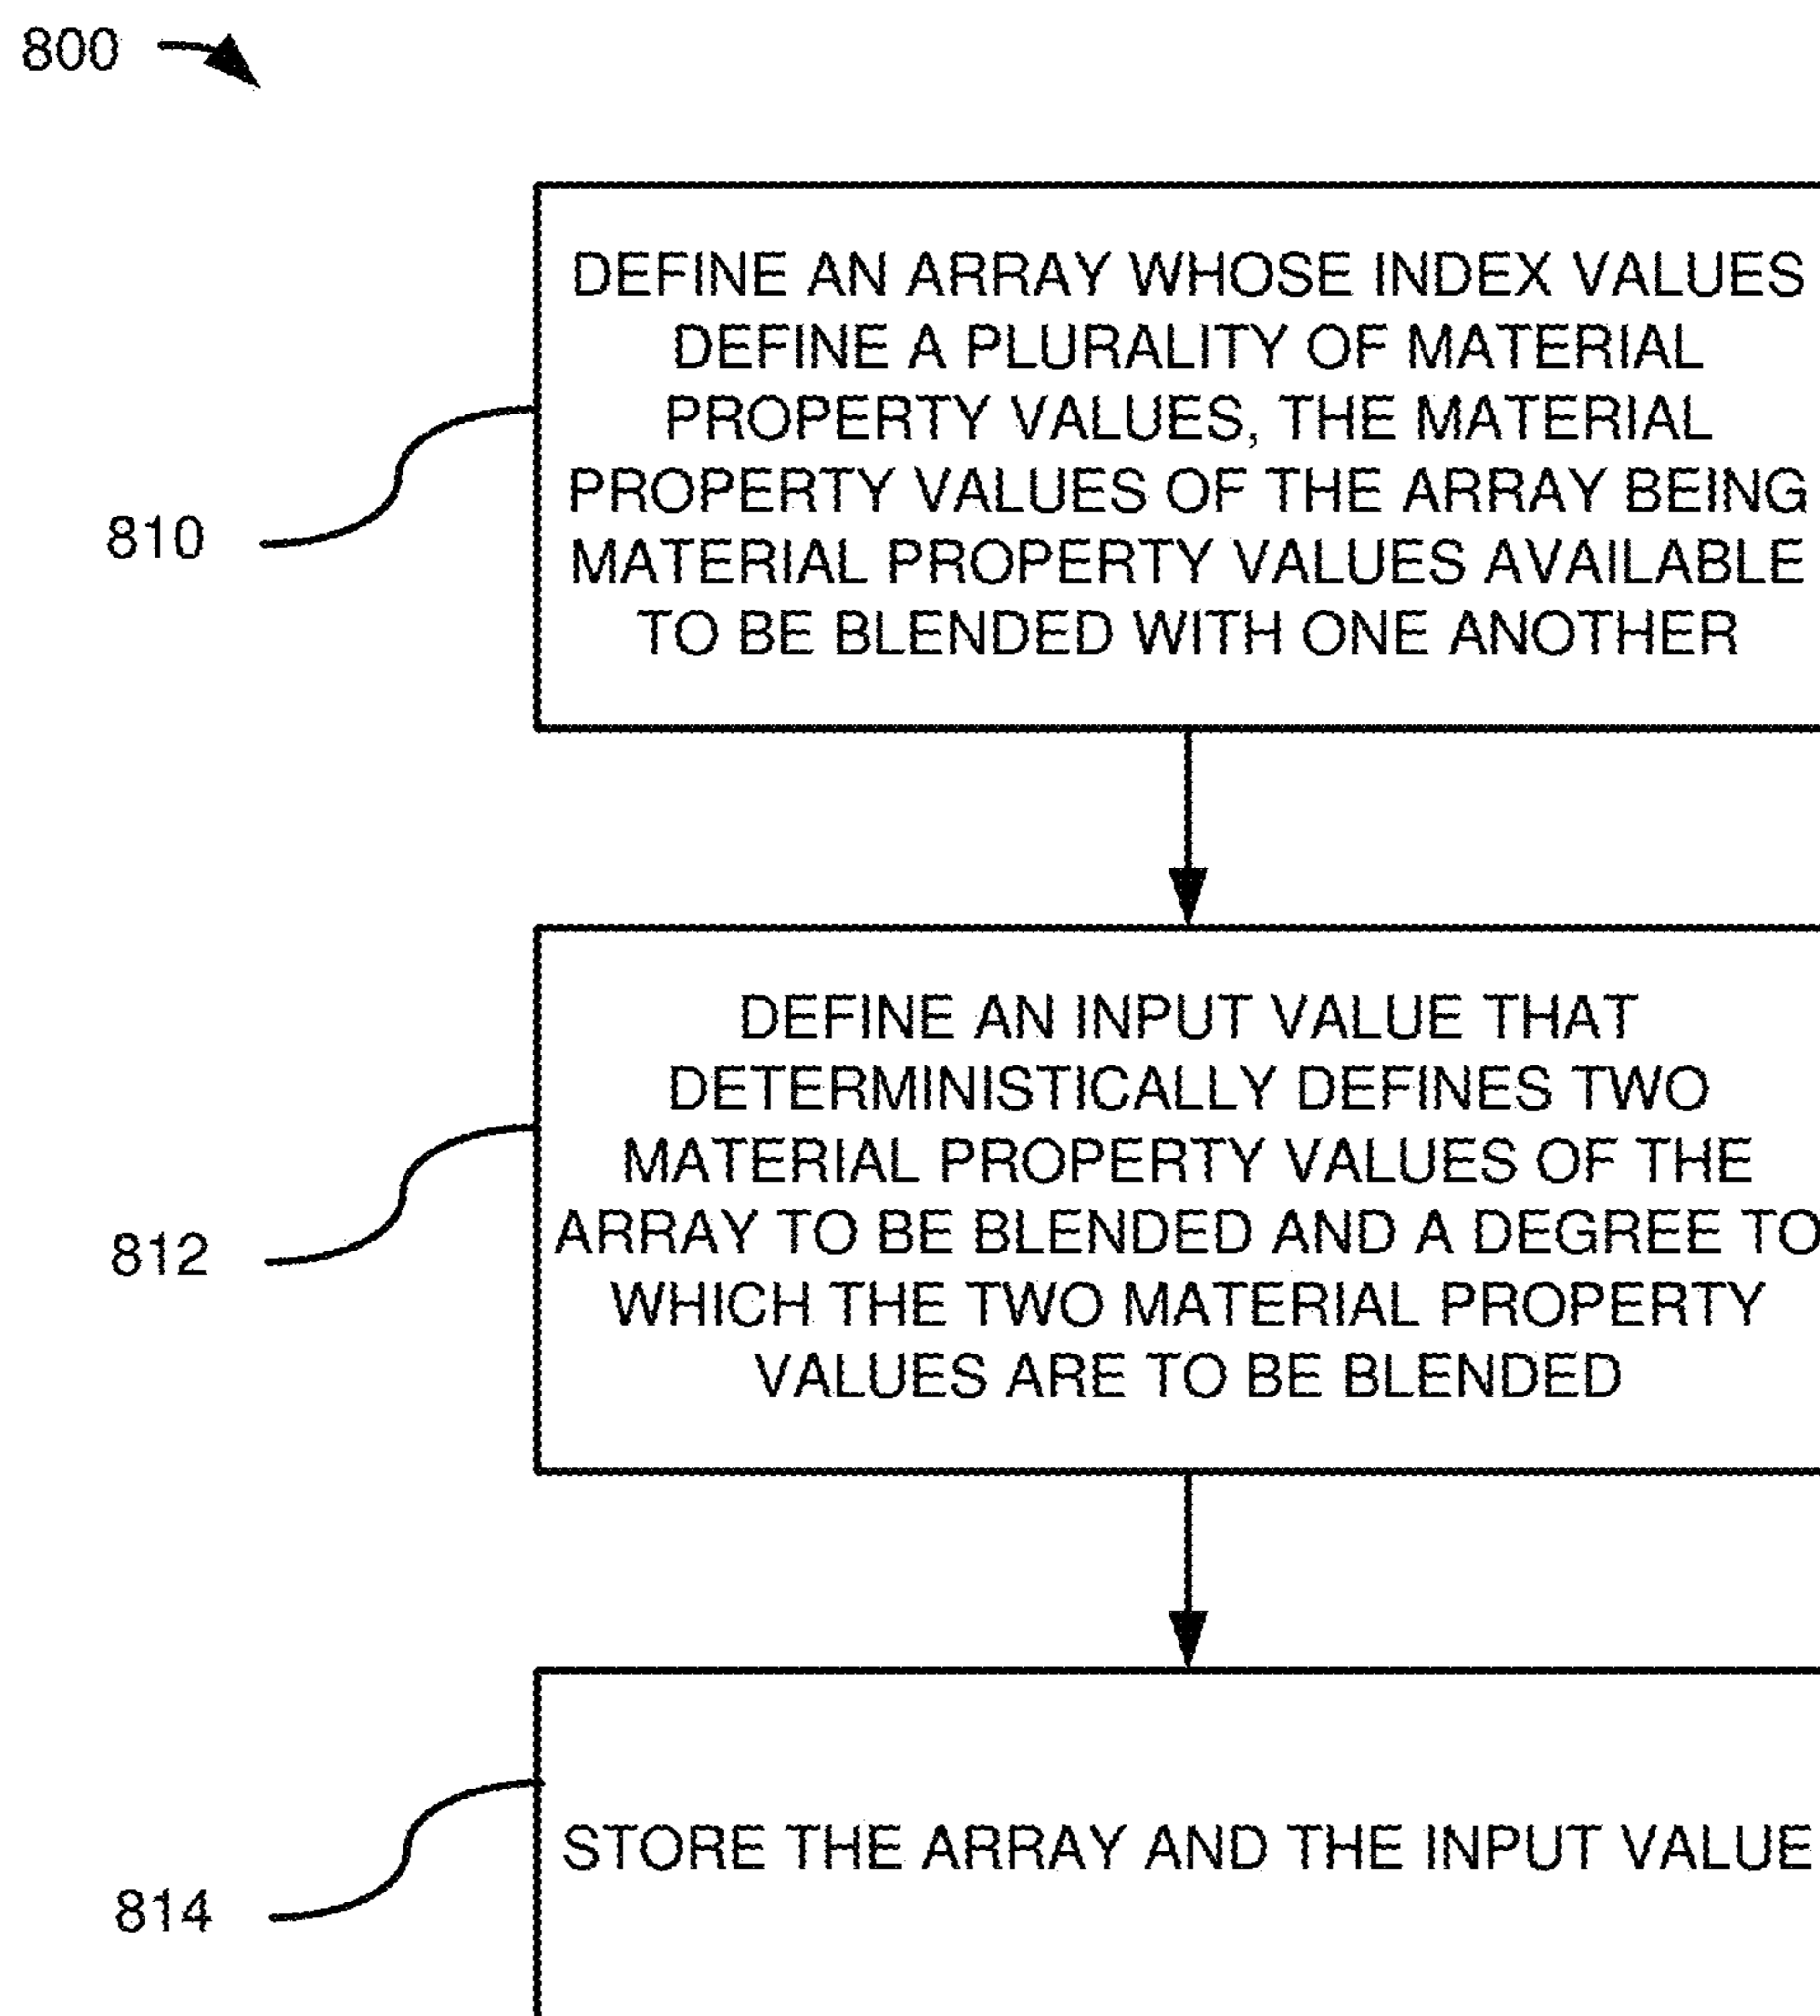 800
DEFINE AN ARRAY WHOSE INDEX VALUES
DEFINE A PLURALITY OF MATERIAL
PROPERTY VALUES, THE MATERIAL
PROPERTY VALUES OF THE ARRAY BEING
MATERIAL PROPERTY VALUES AVAILABLE
TO BE BLENDED WITH ONE ANOTHER
810
DEFINE AN INPUT VALUE THAT
DETERMINISTICALLY DEFINES TWO
MATERIAL PROPERTY VALUES OF THE
ARRAY TO BE BLENDED AND A DEGREE TO
WHICH THE TWO MATERIAL PROPERTY
VALUES ARE TO BE BLENDED
812
STORE THE ARRAY AND THE INPUT VALUE
814